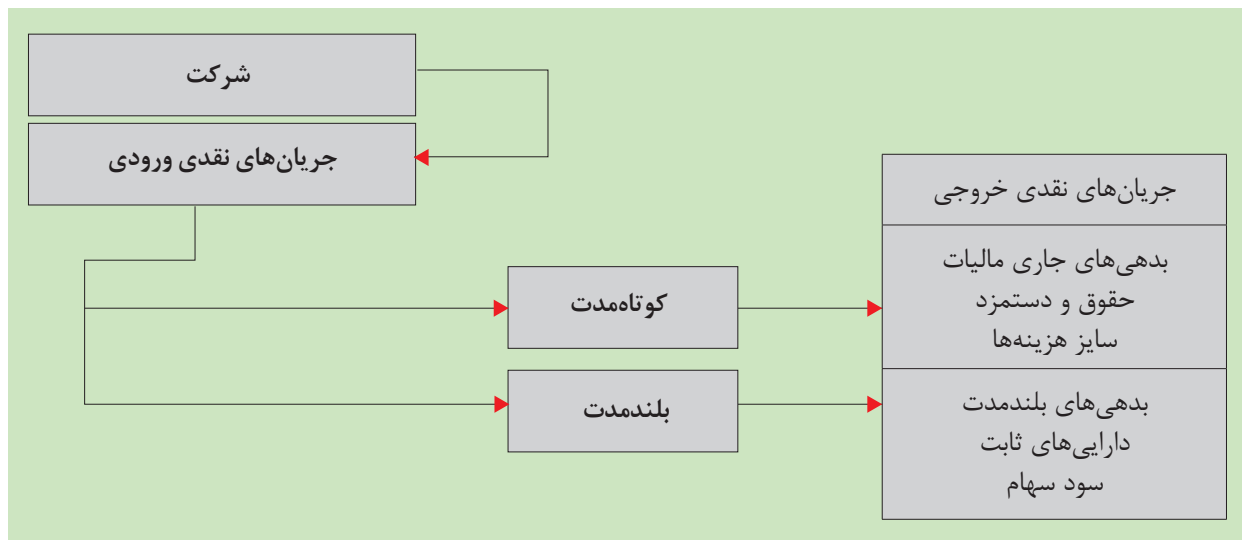 شرکت
جریان‌های نقدی ورودی
کوتاه‌مدت
بلندمدت
جریان‌های نقدی خروجی
بدهی‌های جاری مالیات
حقوق و دستمزد
سایز هزینه‌ها
بدهی‌های بلندمدت
دارایی‌های ثابت
سود سهام